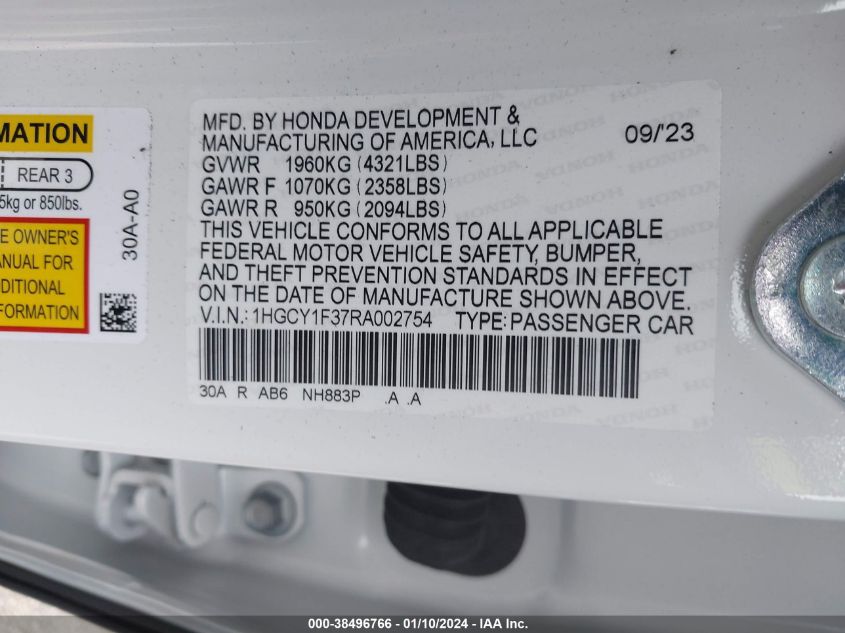 MATION
REAR 3
5kg or 850lbs.
E OWNER'S
ANUAL FOR
DITIONAL
FORMATION
30A-A0
MFD. BY HONDA DEVELOPMENT &
MANUFACTURING OF AMERICA, LLC 09/'23
GVWR 1960KG (4321LBS)
GAWR F 1070KG (2358LBS)
GAWR R 950KG (2094LBS)
THIS VEHICLE CONFORMS TO ALL APPLICABLE
FEDERAL MOTOR VEHICLE SAFETY, BUMPER,
AND THEFT PREVENTION STANDARDS IN EFFECT
ON THE DATE OF MANUFACTURE SHOWN ABOVE.
V.I.N.: 1HGCY1F37RA002754 TYPE: PASSENGER CAR
30A R AB6 NH883P .A .A
000-38496766 - 01/10/2024 - IAA Inc.